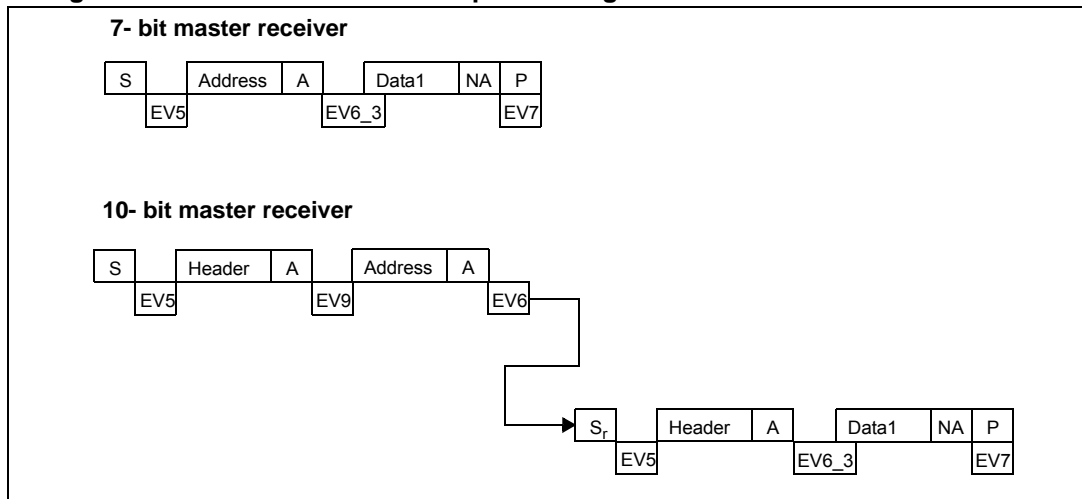 7- bit master receiver
S Address A Data1 NA P
EV5 EV6_3 EV7
10- bit master receiver
S Header A Address A
EV5 EV9 EV6
Sr Header A Data1 NA P
EV5 EV6_3 EV7